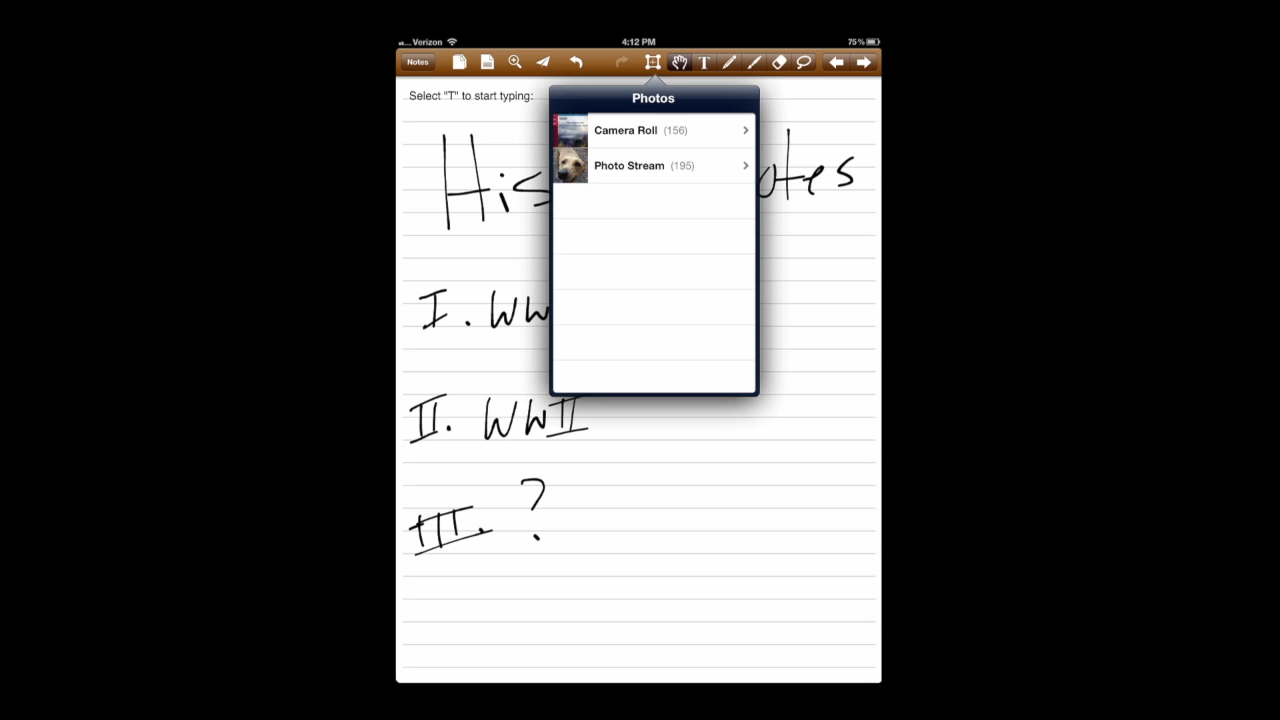 Verizon 4:12 PM 75%
Notes T
Select "T" to start typing:
Photos
Camera Roll (156)
Photo Stream (195)
His otes
I. WW
II. WWII
III. ?